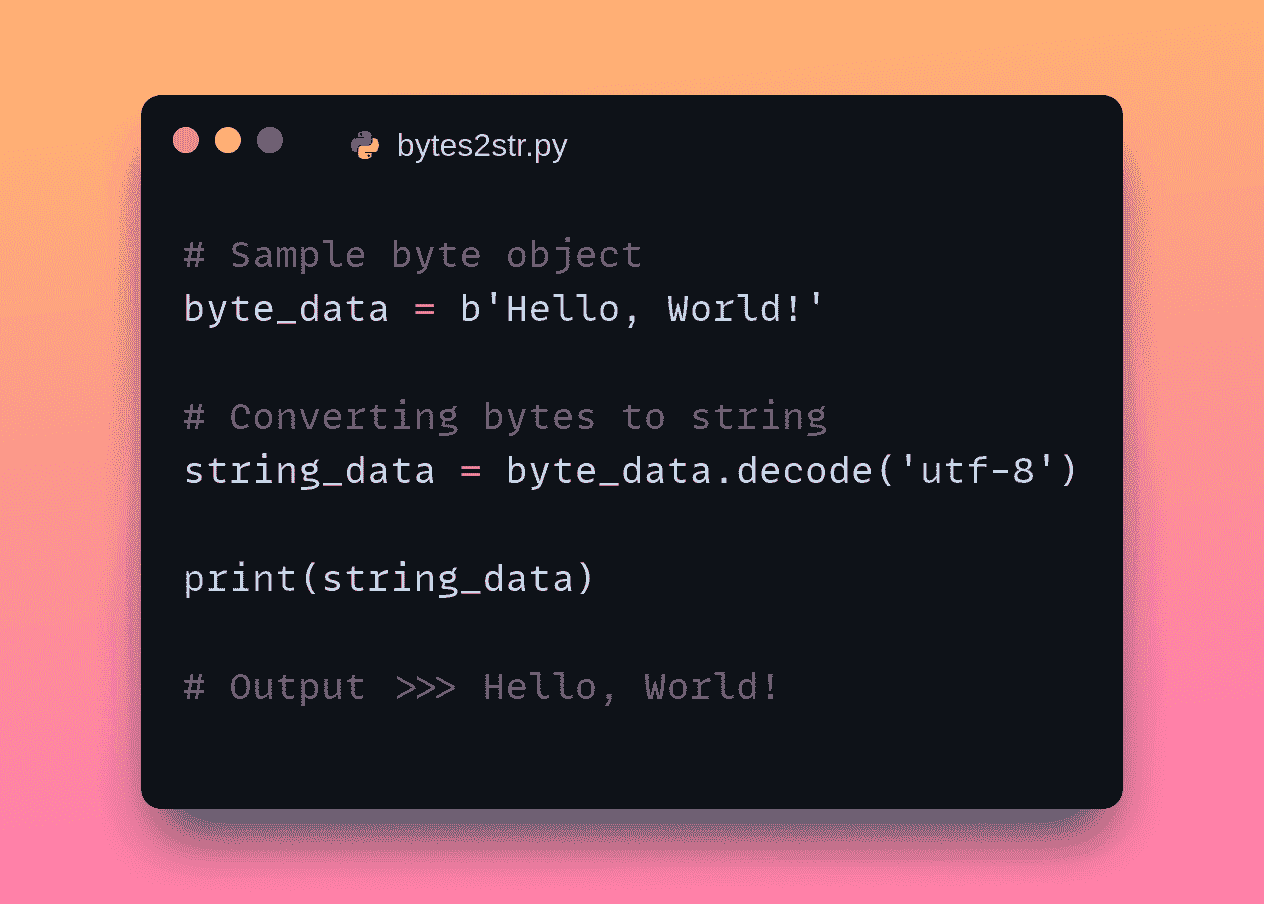 bytes2str.py
# Sample byte object
byte_data = b'Hello, World!'
# Converting bytes to string
string_data = byte_data.decode('utf-8')
print(string_data)
# Output >>> Hello, World!